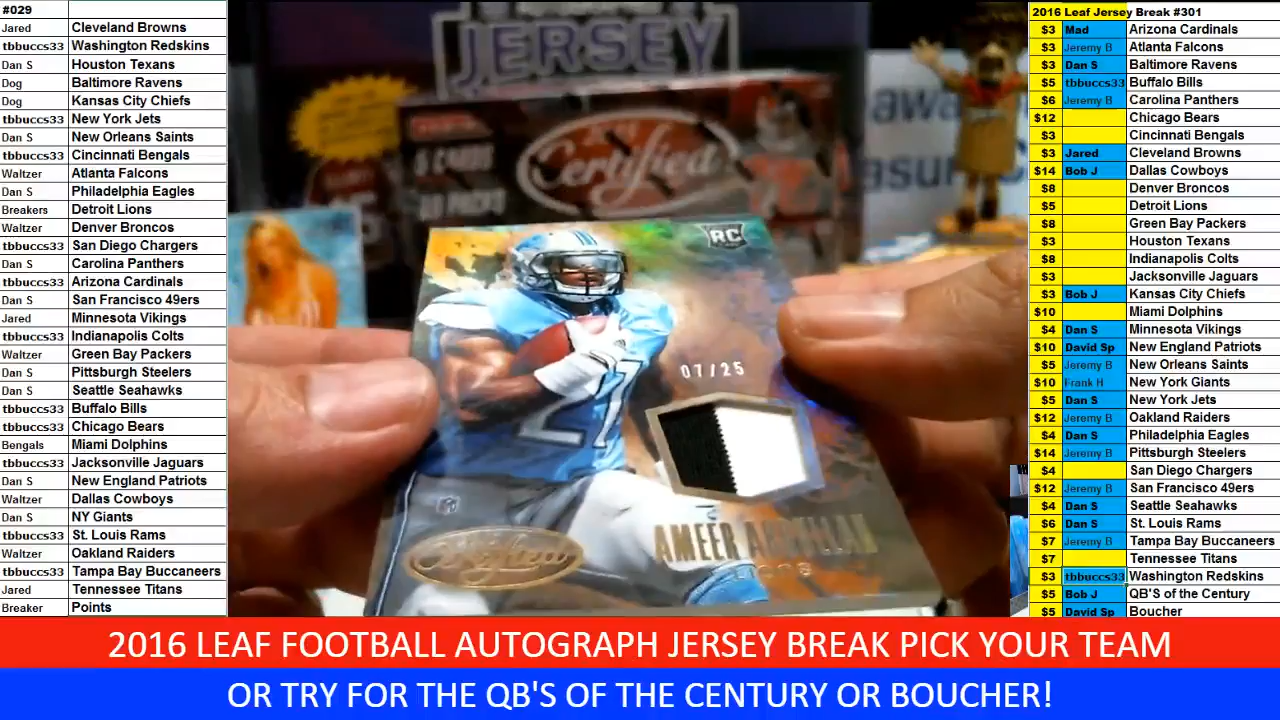 #029
Jared Cleveland Browns
tbbuccs33 Washington Redskins
Dan S Houston Texans
Dog Baltimore Ravens
Dog Kansas City Chiefs
tbbuccs33 New York Jets
Dan S New Orleans Saints
tbbuccs33 Cincinnati Bengals
Waltzer Atlanta Falcons
Dan S Philadelphia Eagles
Breakers Detroit Lions
Waltzer Denver Broncos
tbbuccs33 San Diego Chargers
Dan S Carolina Panthers
tbbuccs33 Arizona Cardinals
Dan S San Francisco 49ers
Jared Minnesota Vikings
tbbuccs33 Indianapolis Colts
Waltzer Green Bay Packers
Dan S Pittsburgh Steelers
Dan S Seattle Seahawks
tbbuccs33 Buffalo Bills
tbbuccs33 Chicago Bears
Bengals Miami Dolphins
tbbuccs33 Jacksonville Jaguars
Dan S New England Patriots
Waltzer Dallas Cowboys
Dan S NY Giants
tbbuccs33 St. Louis Rams
Waltzer Oakland Raiders
tbbuccs33 Tampa Bay Buccaneers
Jared Tennessee Titans
Breaker Points
JERSEY
Certified
RC
07/25
21
AMEER
2016 Leaf Jersey Break #301
$3 Mad Arizona Cardinals
$3 Jeremy B Atlanta Falcons
$3 Dan S Baltimore Ravens
$5 tbbuccs33 Buffalo Bills
$6 Jeremy B Carolina Panthers
$12 Chicago Bears
$3 Cincinnati Bengals
$3 Jared Cleveland Browns
$14 Bob J Dallas Cowboys
$8 Denver Broncos
$5 Detroit Lions
$8 Green Bay Packers
$3 Houston Texans
$8 Indianapolis Colts
$3 Jacksonville Jaguars
$3 Bob J Kansas City Chiefs
$10 Miami Dolphins
$4 Dan S Minnesota Vikings
$10 David Sp New England Patriots
$5 Jeremy B New Orleans Saints
$10 Frank H New York Giants
$5 Dan S New York Jets
$12 Jeremy B Oakland Raiders
$4 Dan S Philadelphia Eagles
$14 Jeremy B Pittsburgh Steelers
$4 San Diego Chargers
$12 Jeremy B San Francisco 49ers
$4 Dan S Seattle Seahawks
$6 Dan S St. Louis Rams
$7 Jeremy B Tampa Bay Buccaneers
$7 Tennessee Titans
$3 tbbuccs33 Washington Redskins
$5 Bob J QB'S of the Century
$5 David Sp Boucher
2016 LEAF FOOTBALL AUTOGRAPH JERSEY BREAK PICK YOUR TEAM
OR TRY FOR THE QB'S OF THE CENTURY OR BOUCHER!